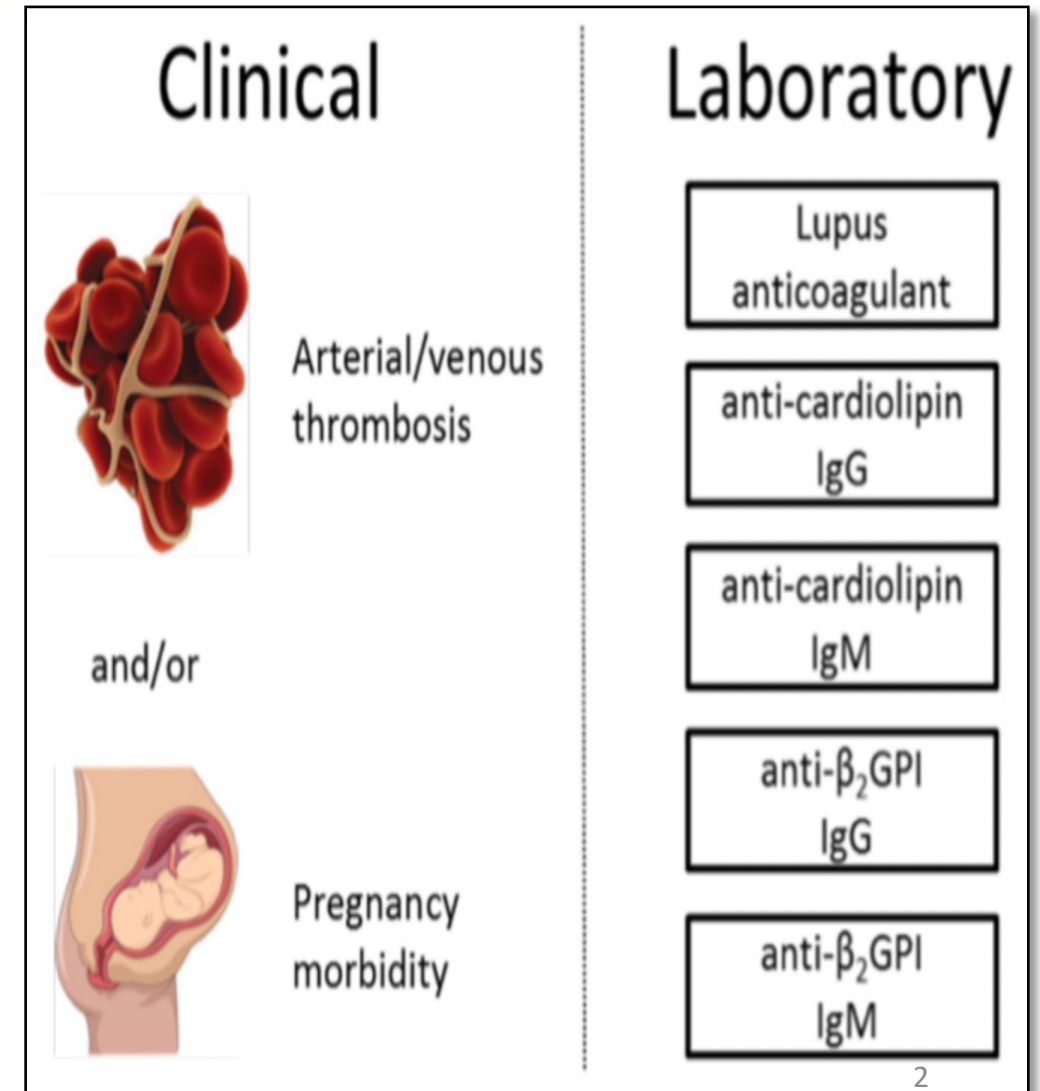 Clinical
Arterial/venous
thrombosis
and/or
Pregnancy
morbidity
Laboratory
Lupus
anticoagulant
anti-cardiolipin
IgG
anti-cardiolipin
IgM
anti-β₂GPI
IgG
anti-β₂GPI
IgM
2